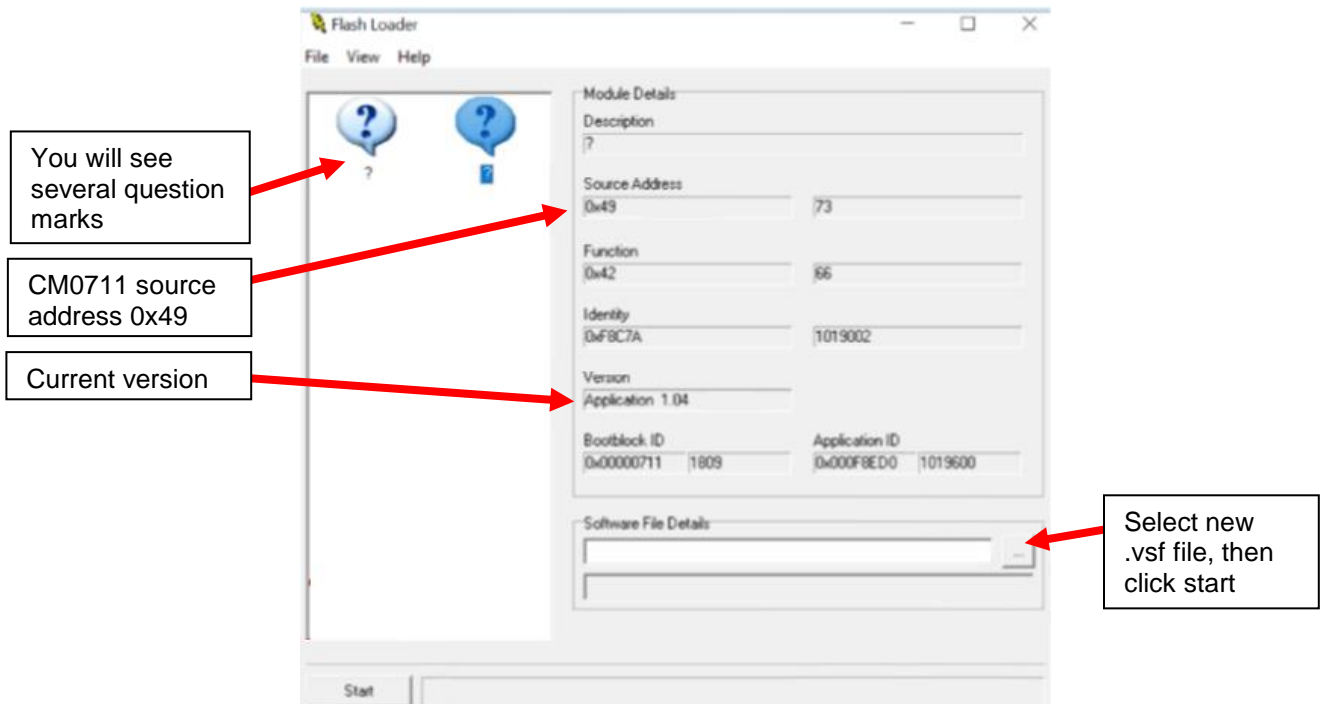 Flash Loader
File View Help
You will see
several question
marks
CM0711 source
address 0x49
Current version
?
?
Module Details
Description
?
Source Address
0x49 73
Function
0x42 66
Identity
0xF8C7A 1019002
Version
Application 1.04
Bootblock ID Application ID
0x00000711 1809 0x000F8ED0 1019600
Software File Details
...
Select new
.vsf file, then
click start
Start